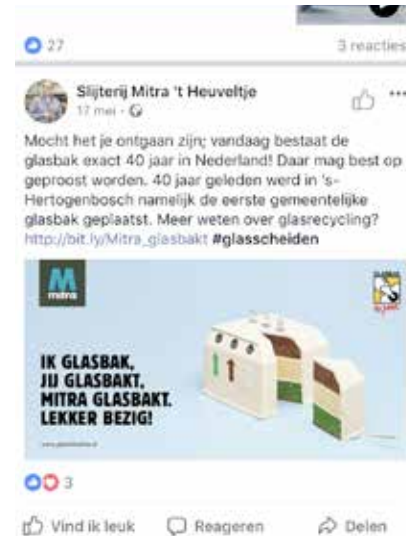 27
3 reacties
Slijterij Mitra 't Heuveltje
17 mei ·
Mocht het je ontgaan zijn; vandaag bestaat de
glasbak exact 40 jaar in Nederland! Daar mag best op
geproost worden. 40 jaar geleden werd in 's-
Hertogenbosch namelijk de eerste gemeentelijke
glasbak geplaatst. Meer weten over glasrecycling?
http://bit.ly/Mitra_glasbakt #glasscheiden
M
mitra
IK GLASBAK,
JIJ GLASBAKT,
MITRA GLASBAKT.
LEKKER BEZIG!
3
Vind ik leuk
Reageren
Delen